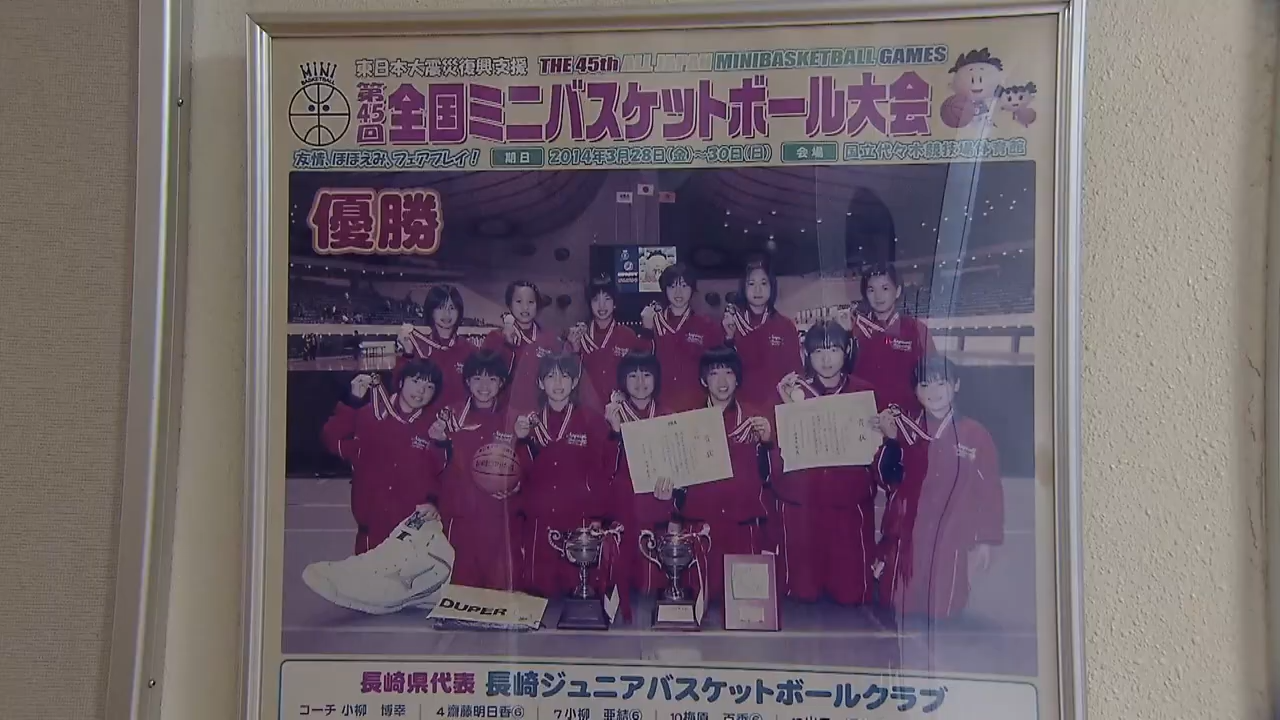 MINI
BASKETBALL
東日本大震災復興支援 THE 45th ALL JAPAN MINIBASKETBALL GAMES
第45回 全国ミニバスケットボール大会
友情、ほほえみ、フェアプレイ! 期日 2014年3月28日(金)~30日(日) 会場 国立代々木競技場体育館
優勝
賞状
DUPER
長崎県代表 長崎ジュニアバスケットボールクラブ
コーチ 小柳 博幸 4 齋藤明日香⑥ 7 小柳 亜結⑥